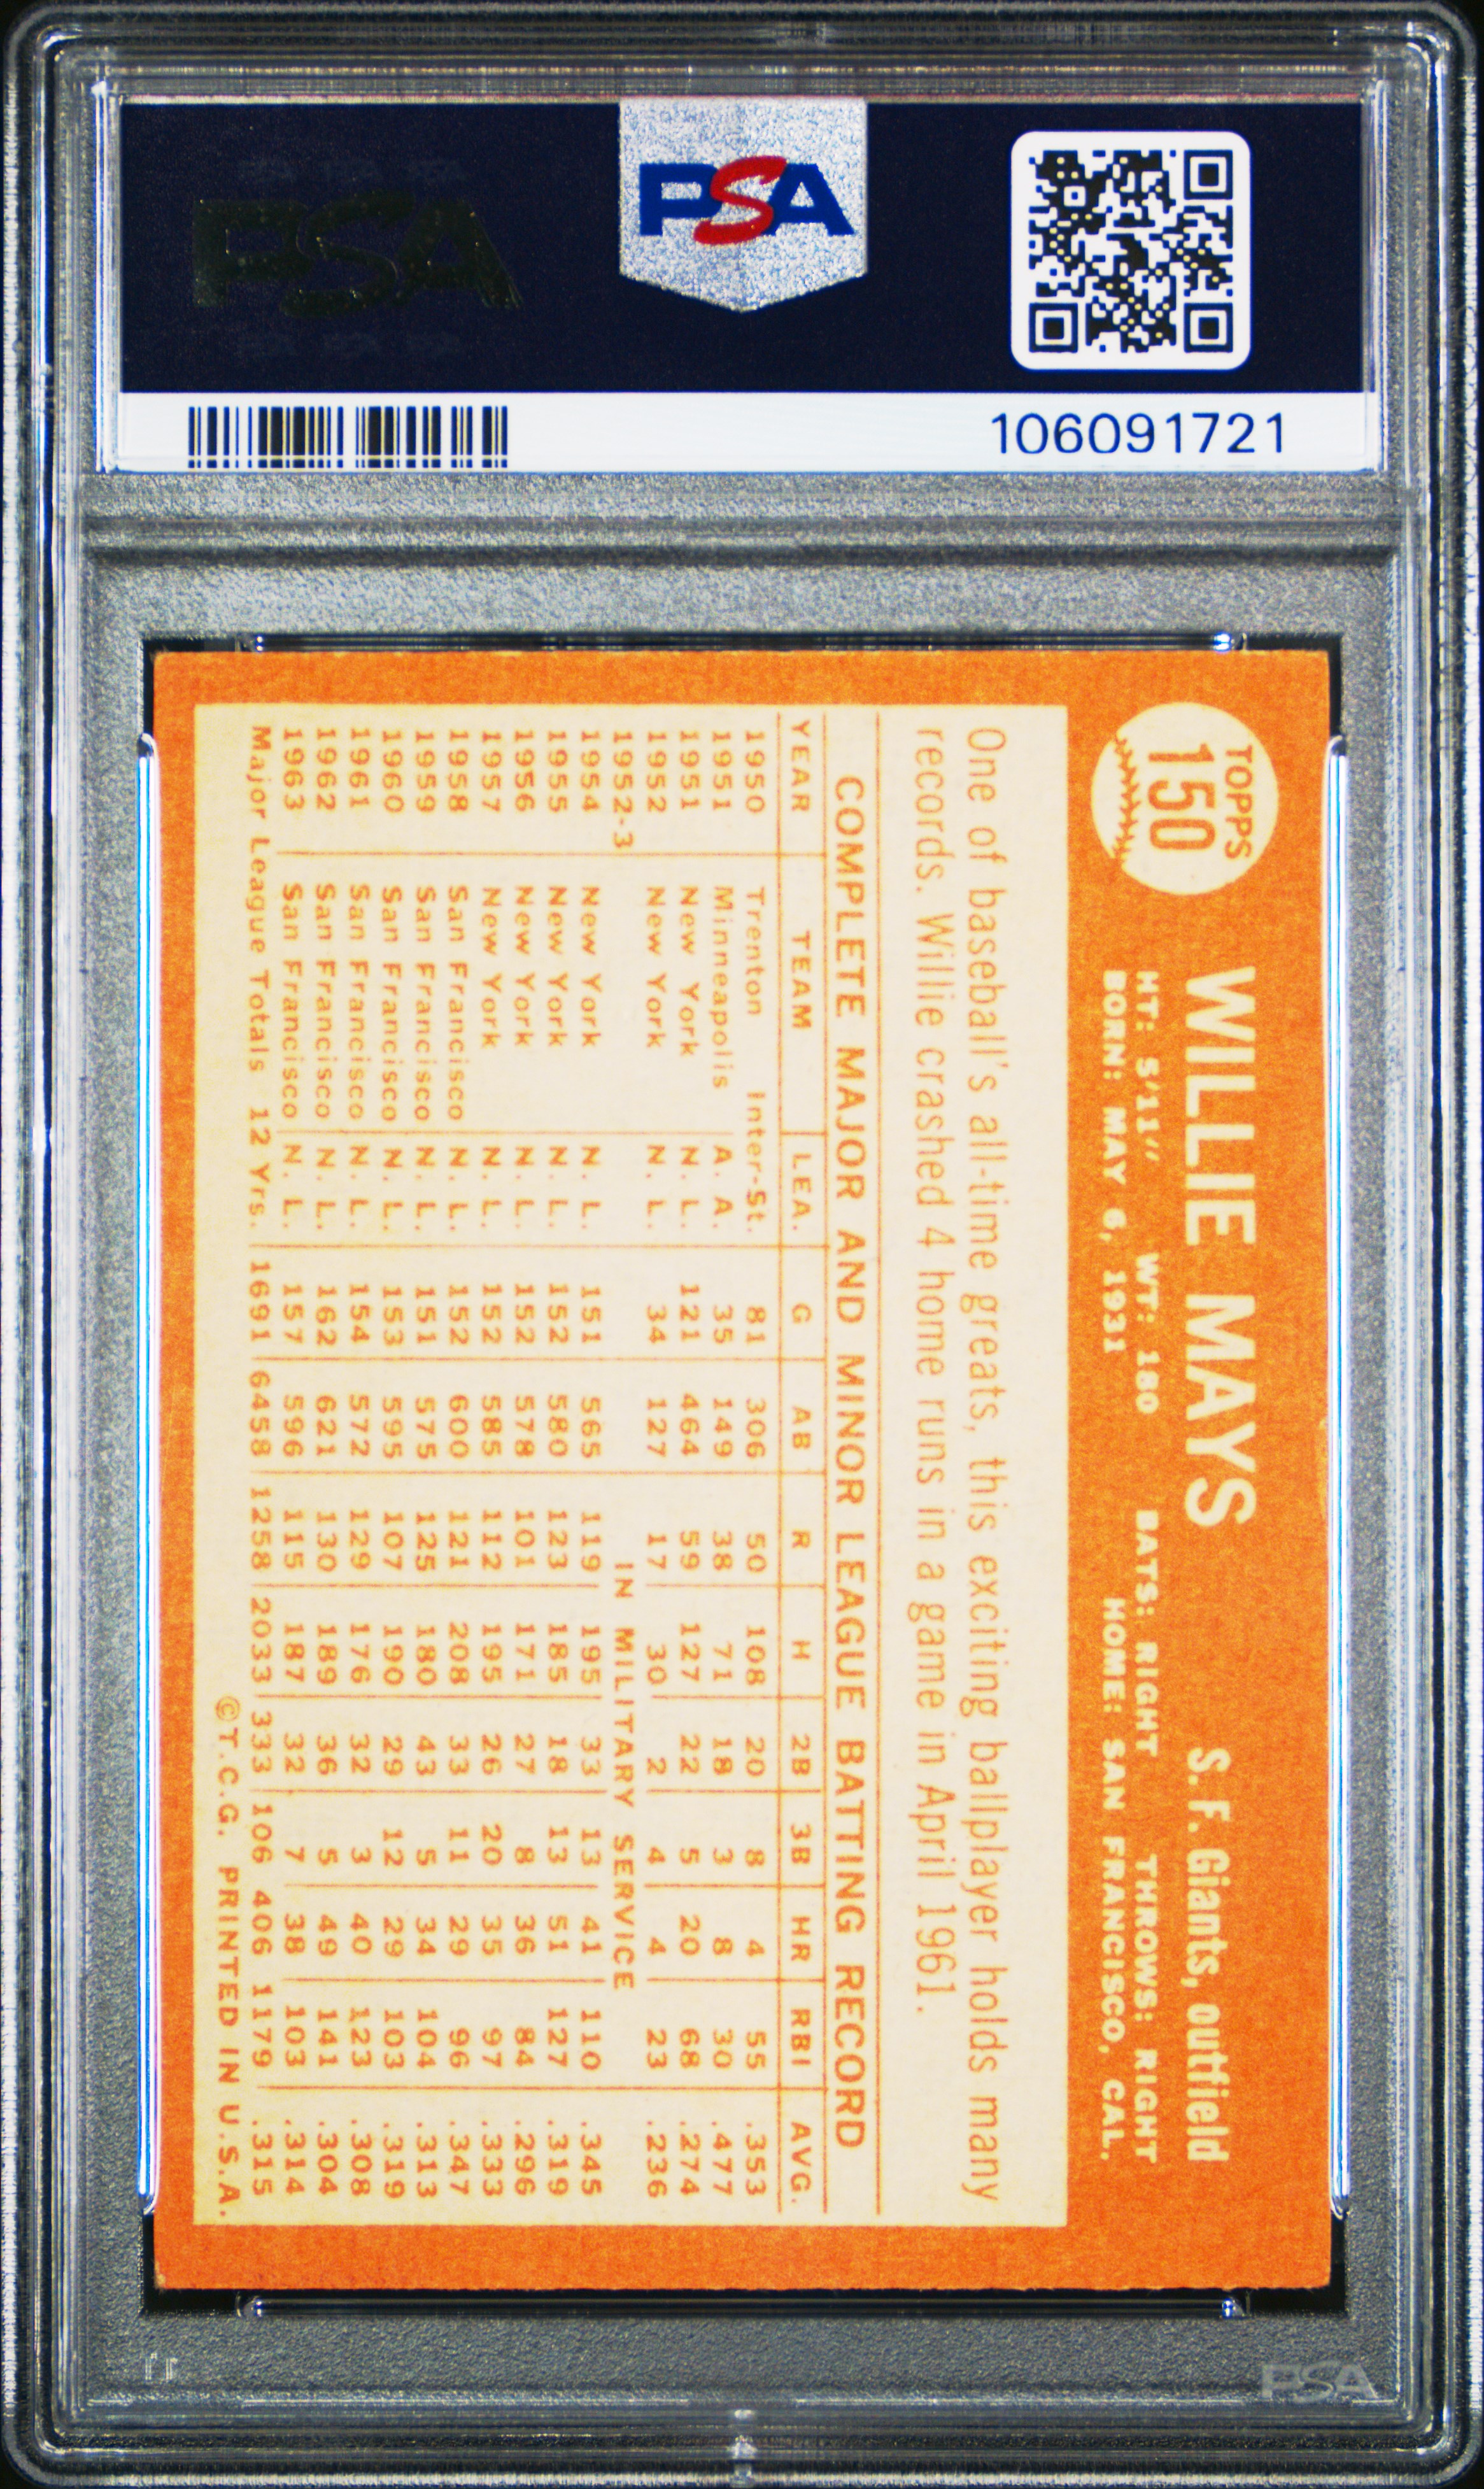 PSA
PSA
106091721
TOPPS
150
WILLIE MAYS S. F. Giants, outfield
HT: 5'11" WT: 180 BATS: RIGHT THROWS: RIGHT
BORN: MAY 6, 1931 HOME: SAN FRANCISCO, CAL.
One of baseball's all-time greats, this exciting ballplayer holds many
records. Willie crashed 4 home runs in a game in April 1961.
COMPLETE MAJOR AND MINOR LEAGUE BATTING RECORD
YEAR TEAM LEA. G AB R H 2B 3B HR RBI AVG.
1950 Trenton Inter-St. 81 306 50 108 20 8 4 55 .353
1951 Minneapolis A. A. 35 149 38 71 18 3 8 30 .477
1951 New York N. L. 121 464 59 127 22 5 20 68 .274
1952 New York N. L. 34 127 17 30 2 4 4 23 .236
1952-3 IN MILITARY SERVICE
1954 New York N. L. 151 565 119 195 33 13 41 110 .345
1955 New York N. L. 152 580 123 185 18 13 51 127 .319
1956 New York N. L. 152 578 101 171 27 8 36 84 .296
1957 New York N. L. 152 585 112 195 26 20 35 97 .333
1958 San Francisco N. L. 152 600 121 208 33 11 29 96 .347
1959 San Francisco N. L. 151 575 125 180 43 5 34 104 .313
1960 San Francisco N. L. 153 595 107 190 29 12 29 103 .319
1961 San Francisco N. L. 154 572 129 176 32 3 40 123 .308
1962 San Francisco N. L. 162 621 130 189 36 5 49 141 .304
1963 San Francisco N. L. 157 596 115 187 32 7 38 103 .314
Major League Totals 12 Yrs. 1691 6458 1258 2033 333 106 406 1179 .315
©T.C.G. PRINTED IN U.S.A.
PSA